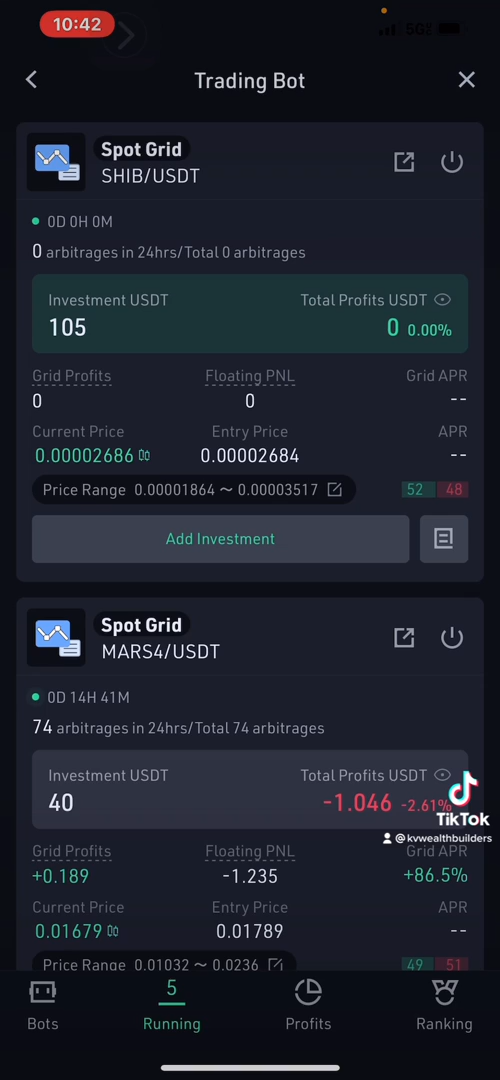 10:42
5G
Trading Bot
Spot Grid
SHIB/USDT
0D 0H 0M
0 arbitrages in 24hrs/Total 0 arbitrages
Investment USDT Total Profits USDT
105 0 0.00%
Grid Profits Floating PNL Grid APR
0 0 --
Current Price Entry Price APR
0.00002686 0.00002684 --
Price Range 0.00001864 ~ 0.00003517 52 48
Add Investment
Spot Grid
MARS4/USDT
0D 14H 41M
74 arbitrages in 24hrs/Total 74 arbitrages
Investment USDT Total Profits USDT
40 -1.046 -2.61%
TikTok
@kvwealthbuilders
Grid Profits Floating PNL Grid APR
+0.189 -1.235 +86.5%
Current Price Entry Price APR
0.01679 0.01789 --
Price Range 0.01032 ~ 0.0236 49 51
5
Bots Running Profits Ranking